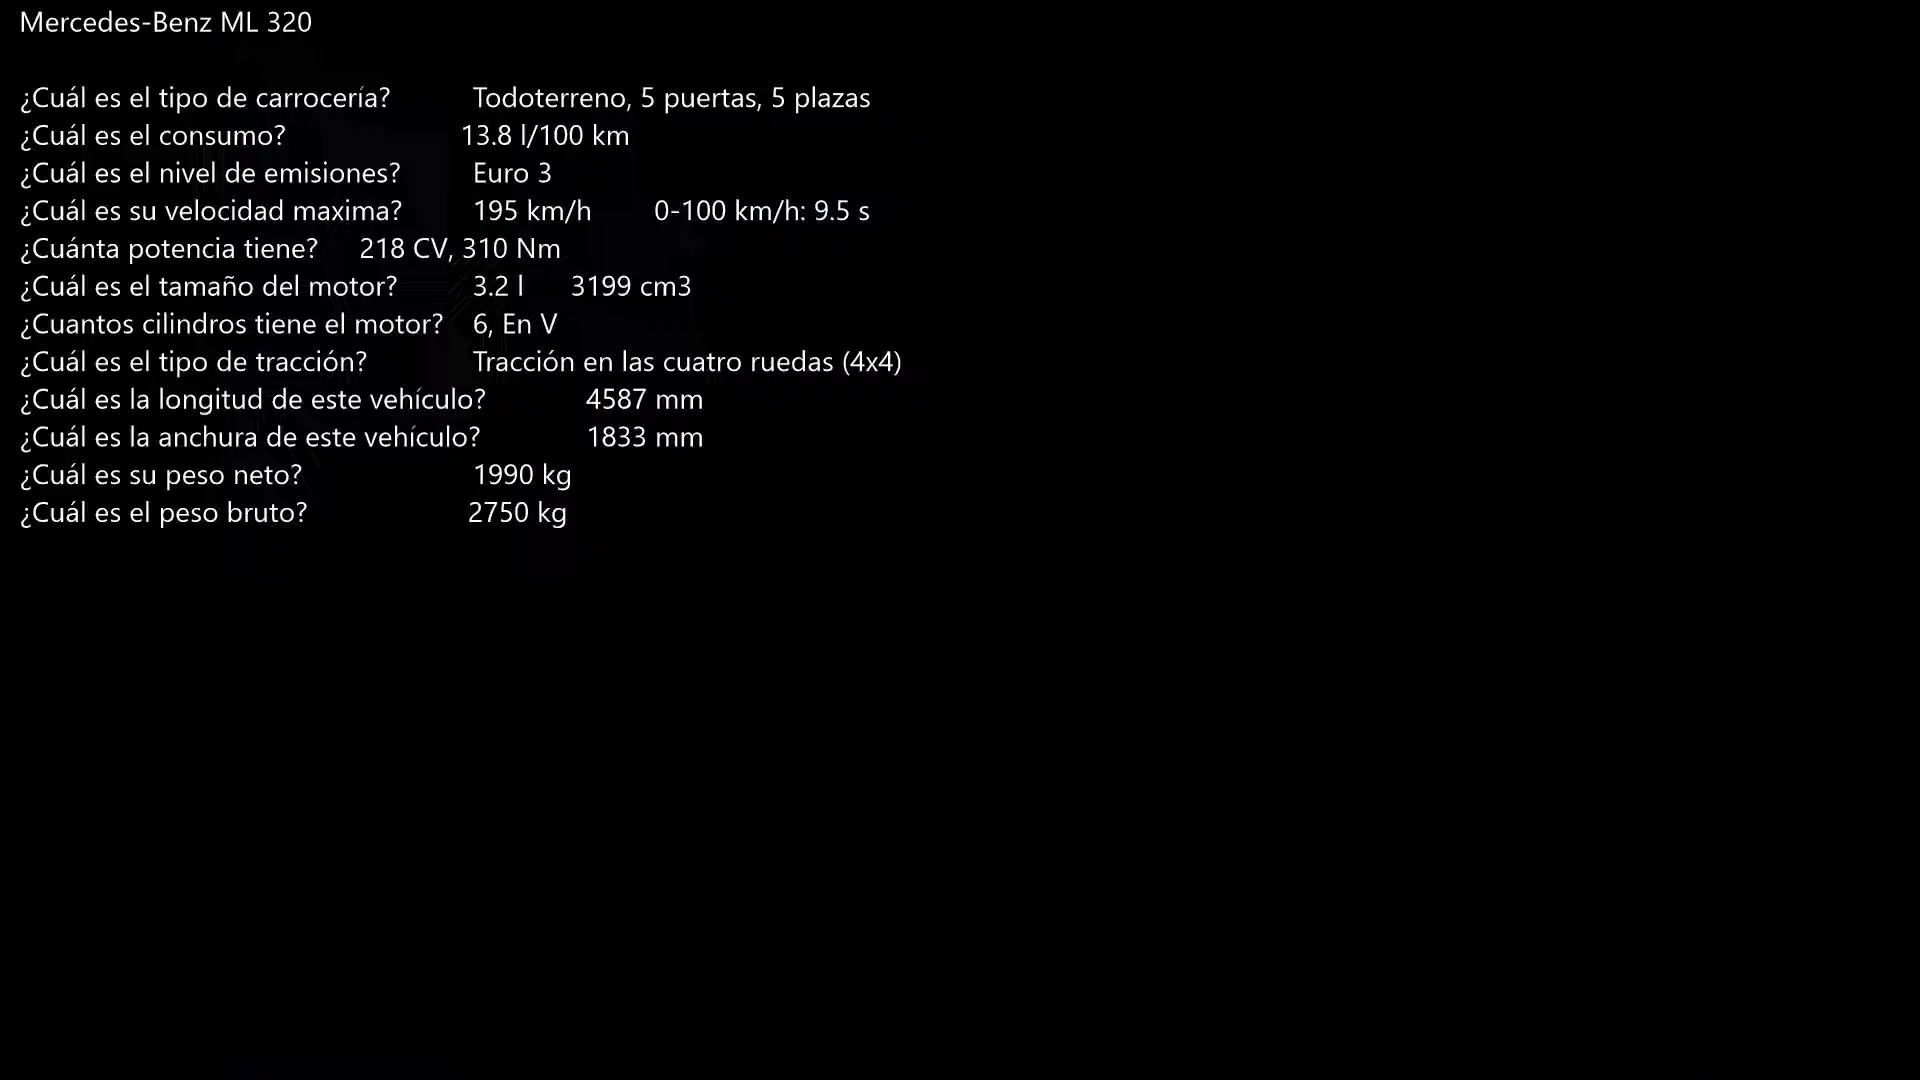 Mercedes-Benz ML 320
¿Cuál es el tipo de carrocería? Todoterreno, 5 puertas, 5 plazas
¿Cuál es el consumo? 13.8 l/100 km
¿Cuál es el nivel de emisiones? Euro 3
¿Cuál es su velocidad maxima? 195 km/h 0-100 km/h: 9.5 s
¿Cuánta potencia tiene? 218 CV, 310 Nm
¿Cuál es el tamaño del motor? 3.2 l 3199 cm3
¿Cuantos cilindros tiene el motor? 6, En V
¿Cuál es el tipo de tracción? Tracción en las cuatro ruedas (4x4)
¿Cuál es la longitud de este vehículo? 4587 mm
¿Cuál es la anchura de este vehículo? 1833 mm
¿Cuál es su peso neto? 1990 kg
¿Cuál es el peso bruto? 2750 kg